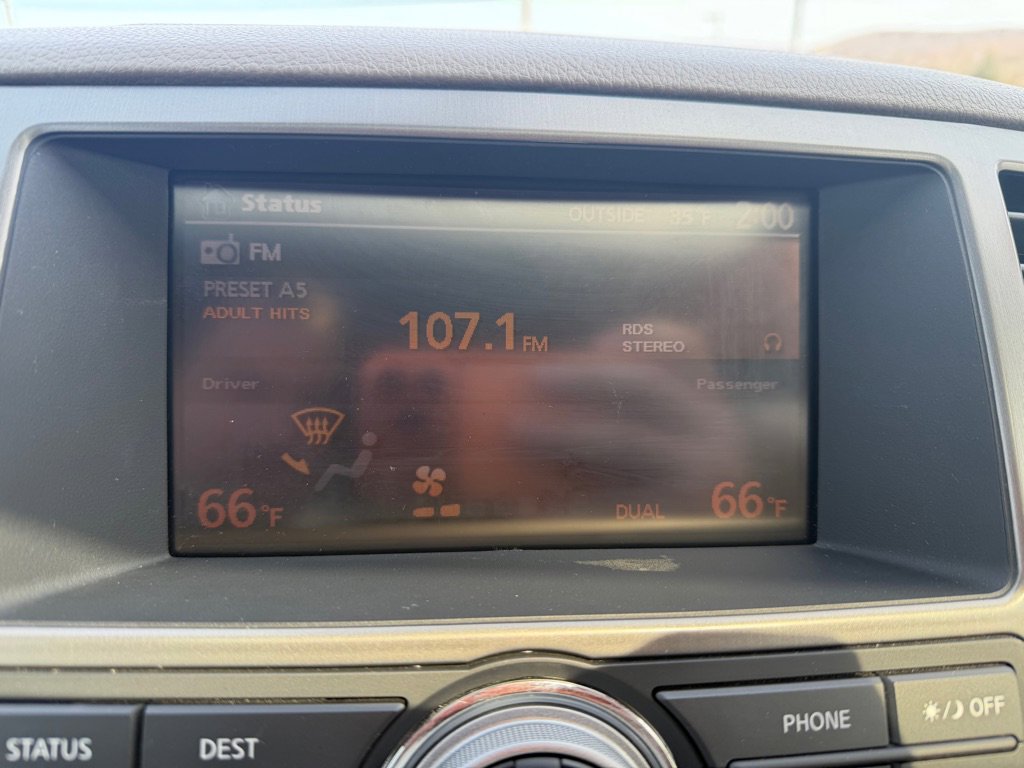 Status OUTSIDE 2:00
FM
PRESET A5
ADULT HITS
107.1 FM
RDS
STEREO
Driver Passenger
66°F DUAL 66°F
STATUS DEST PHONE OFF